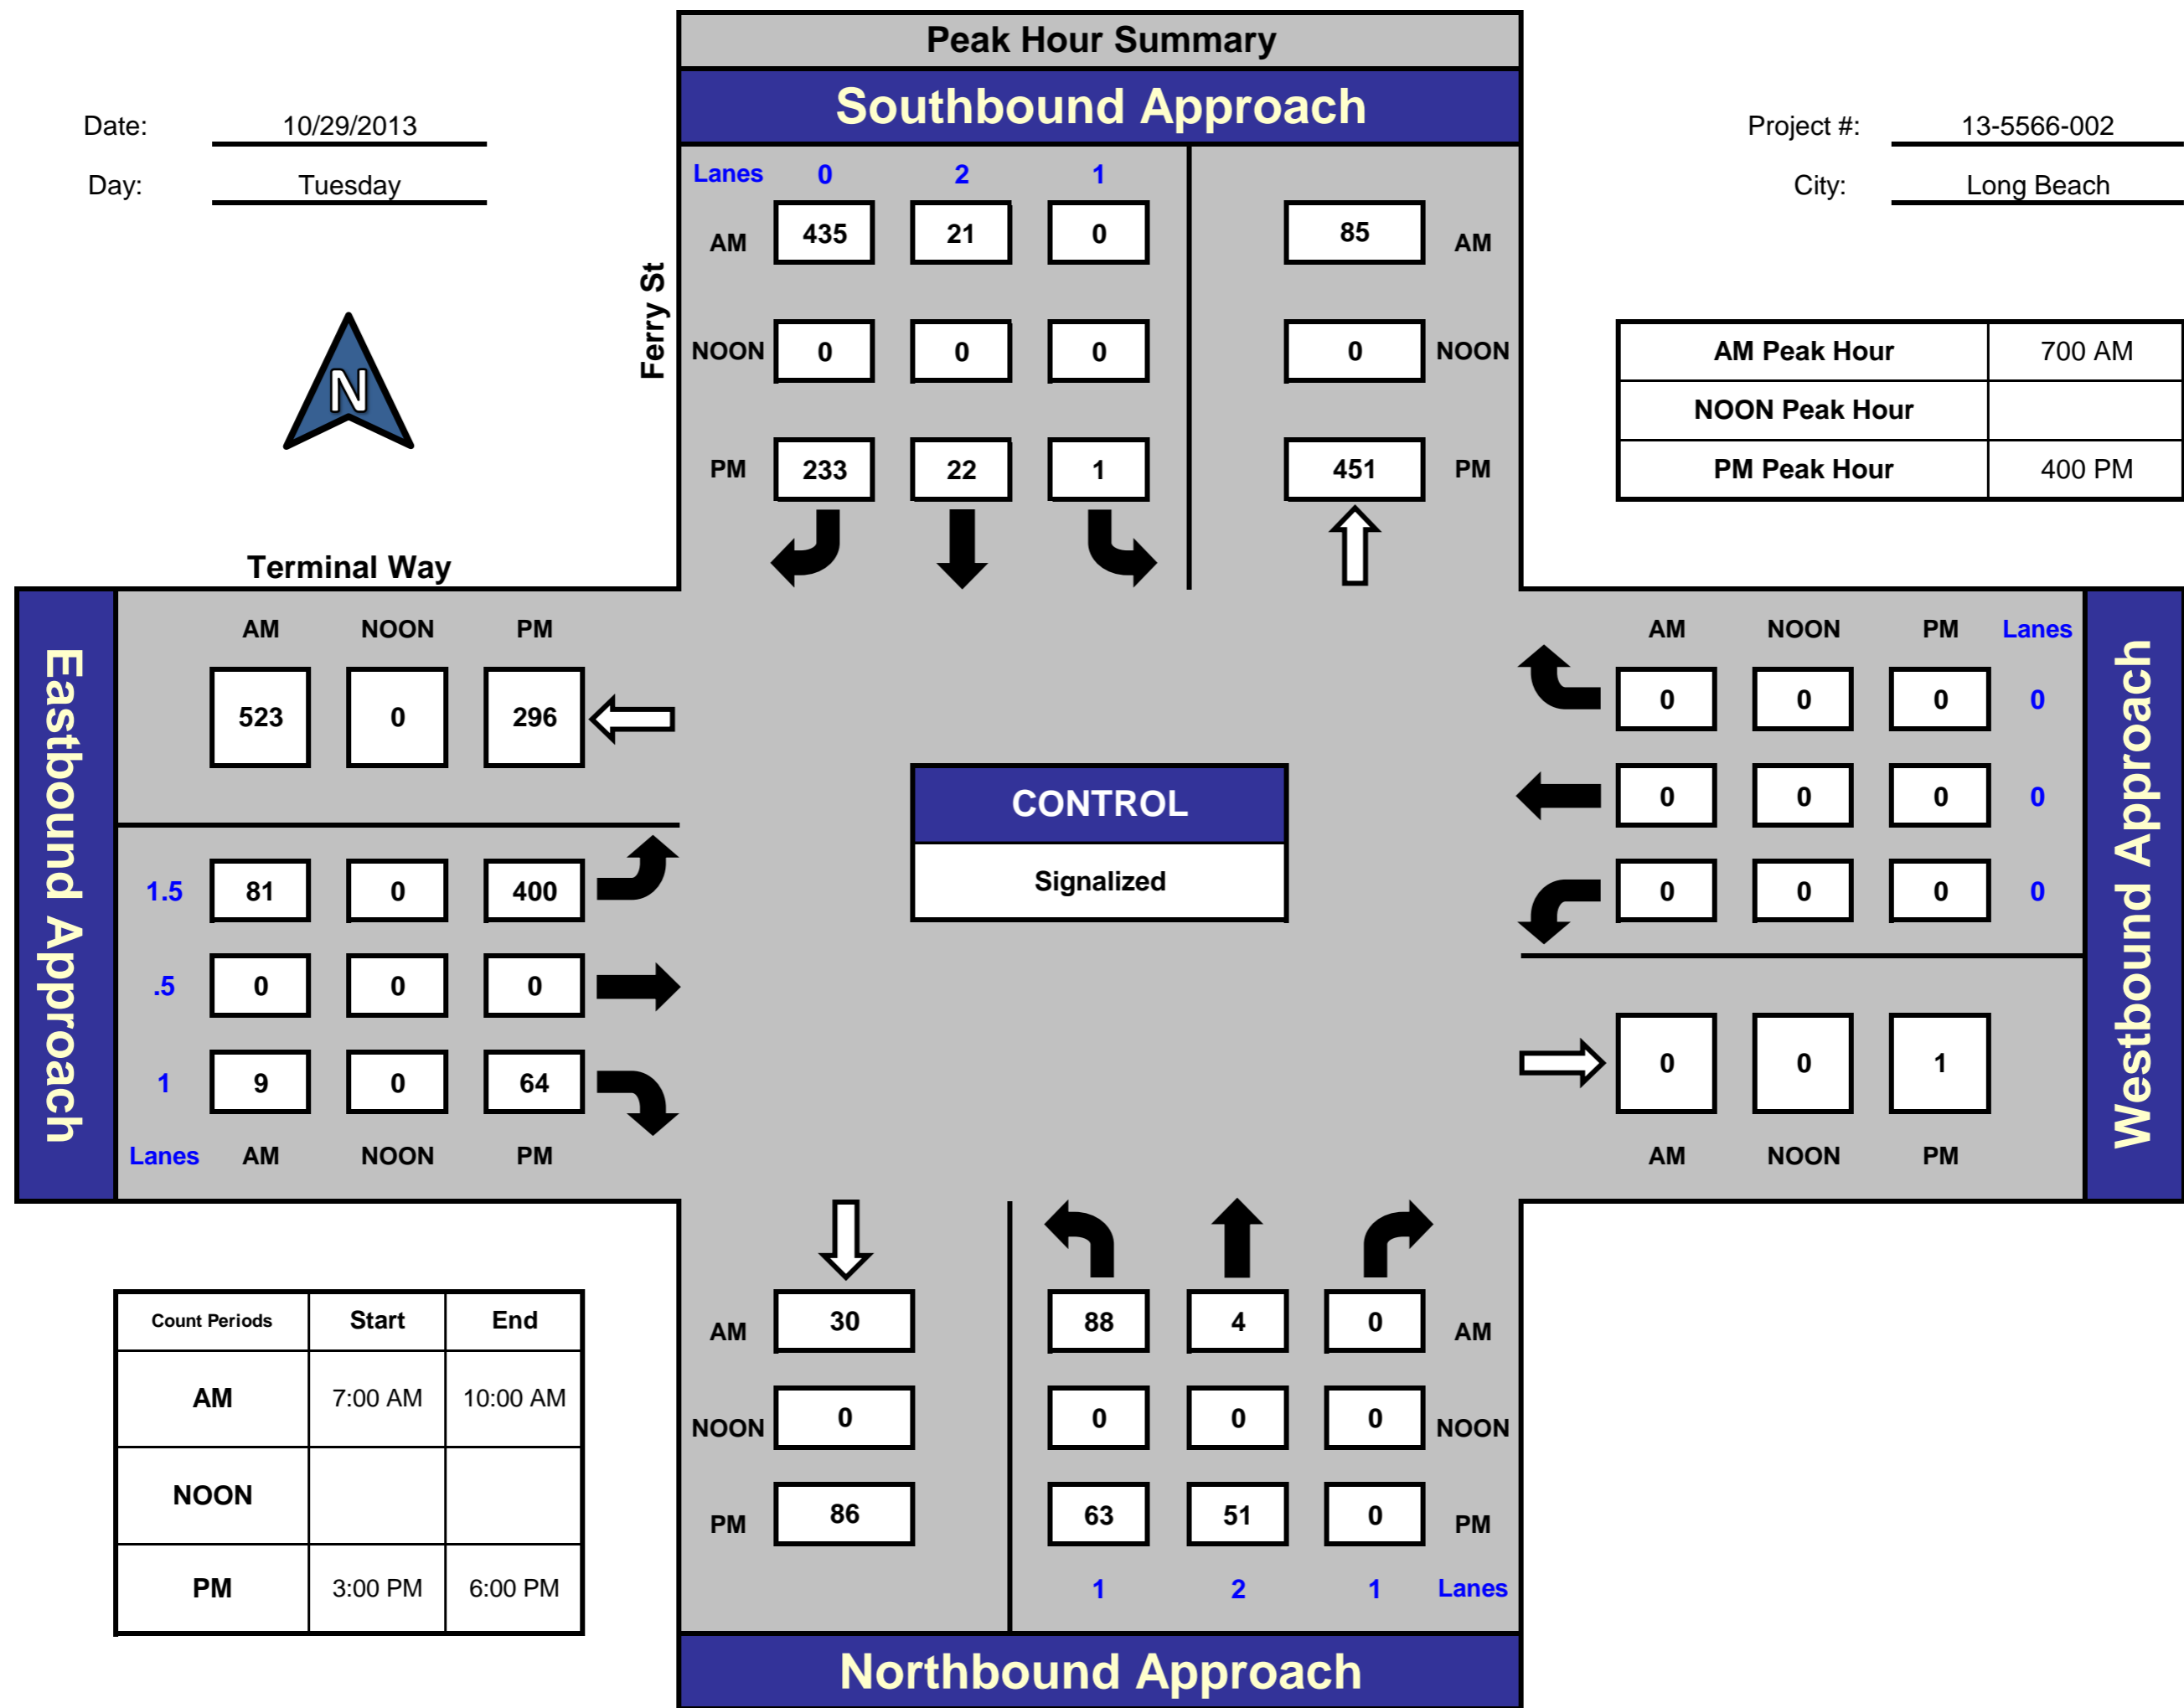 Peak Hour Summary
Southbound Approach
Date: 10/29/2013
Project #: 13-5566-002
Day: Tuesday
City: Long Beach
Lanes 0 2 1
AM 435 21 0 85 AM
Ferry St
NOON 0 0 0 0 NOON
PM 233 22 1 451 PM
N
AM Peak Hour 700 AM
NOON Peak Hour
PM Peak Hour 400 PM
Terminal Way
Eastbound Approach
AM NOON PM
523 0 296
1.5 81 0 400
.5 0 0 0
1 9 0 64
Lanes AM NOON PM
CONTROL
Signalized
AM NOON PM Lanes
0 0 0 0
0 0 0 0
0 0 0 0
0 0 1
AM NOON PM
Westbound Approach
Count Periods Start End
AM 7:00 AM 10:00 AM
NOON
PM 3:00 PM 6:00 PM
AM 30 88 4 0 AM
NOON 0 0 0 0 NOON
PM 86 63 51 0 PM
1 2 1 Lanes
Northbound Approach